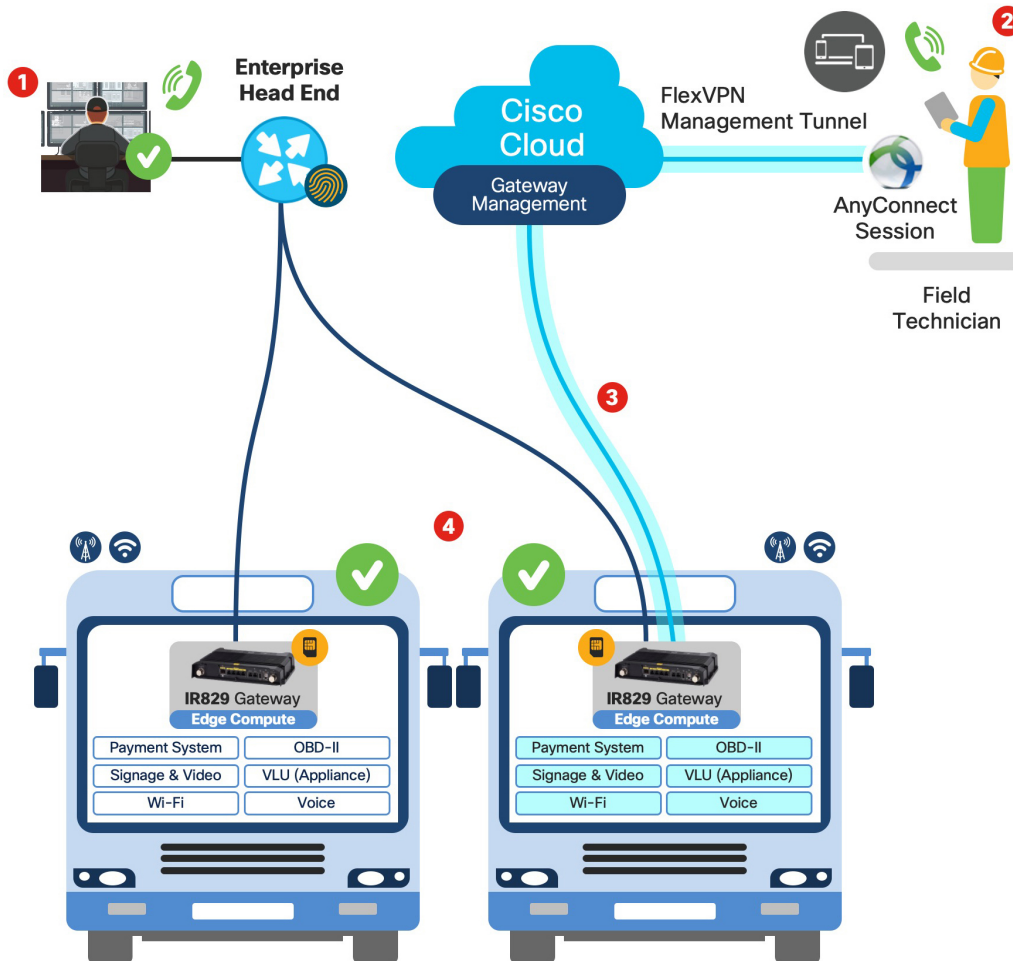 1
Enterprise
Head End
Cisco
Cloud
Gateway
Management
FlexVPN
Management Tunnel
2
AnyConnect
Session
Field
Technician
3
4
IR829 Gateway
Edge Compute
Payment System
OBD-II
Signage & Video
VLU (Appliance)
Wi-Fi
Voice
IR829 Gateway
Edge Compute
Payment System
OBD-II
Signage & Video
VLU (Appliance)
Wi-Fi
Voice